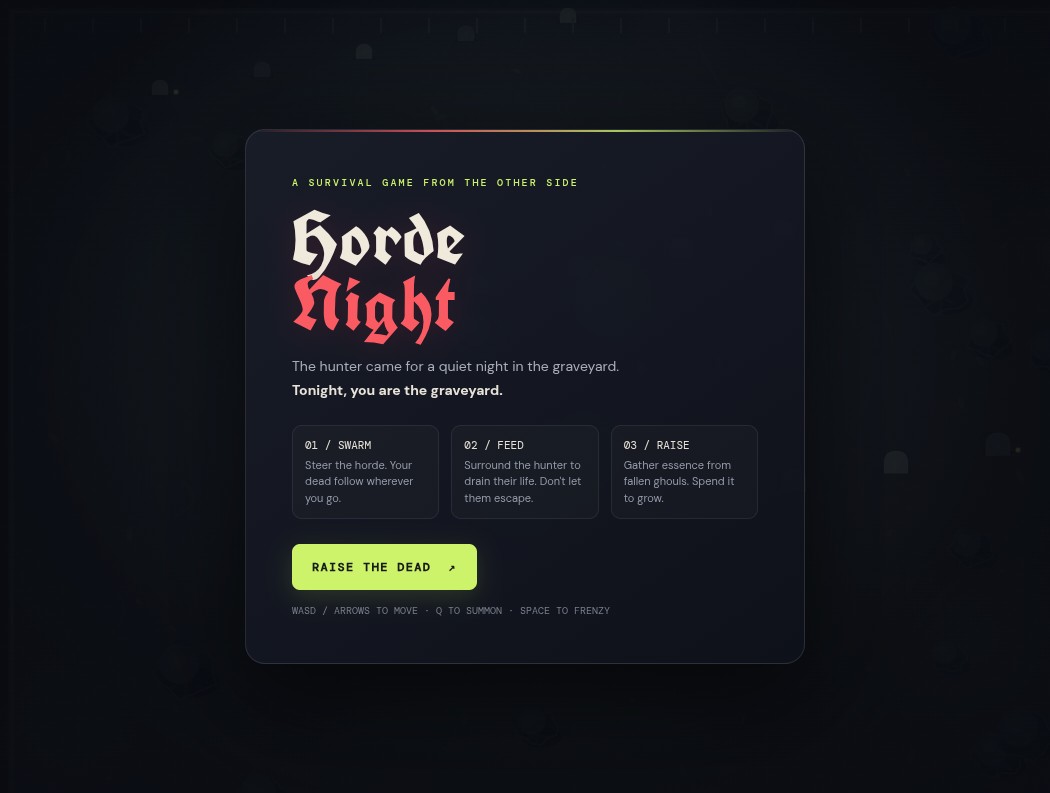 A SURVIVAL GAME FROM THE OTHER SIDE
Horde
Night
The hunter came for a quiet night in the graveyard.
Tonight, you are the graveyard.
01 / SWARM
Steer the horde. Your
dead follow wherever
you go.
02 / FEED
Surround the hunter to
drain their life. Don't let
them escape.
03 / RAISE
Gather essence from
fallen ghouls. Spend it
to grow.
RAISE THE DEAD ↗
WASD / ARROWS TO MOVE · Q TO SUMMON · SPACE TO FRENZY